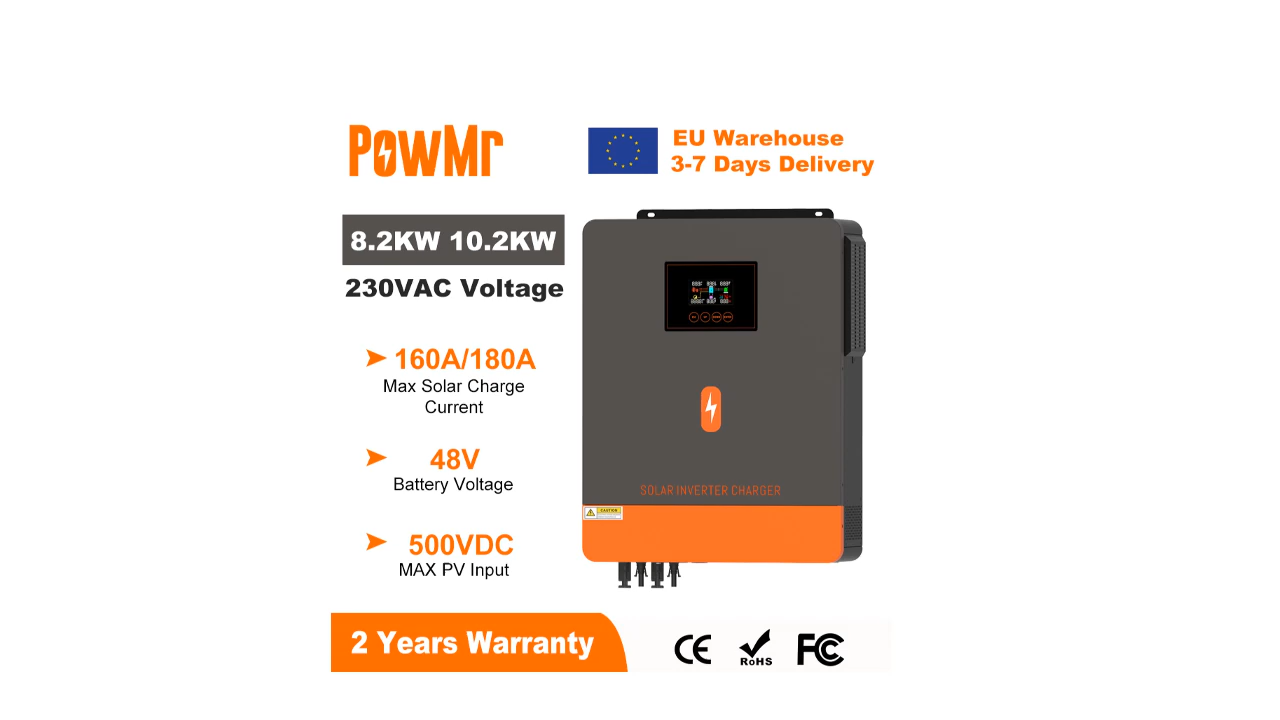 PowMr
EU Warehouse
3-7 Days Delivery
8.2KW 10.2KW
230VAC Voltage
160A/180A
Max Solar Charge
Current
48V
Battery Voltage
500VDC
MAX PV Input
SOLAR INVERTER CHARGER
CAUTION
2 Years Warranty
CE
RoHS
FC